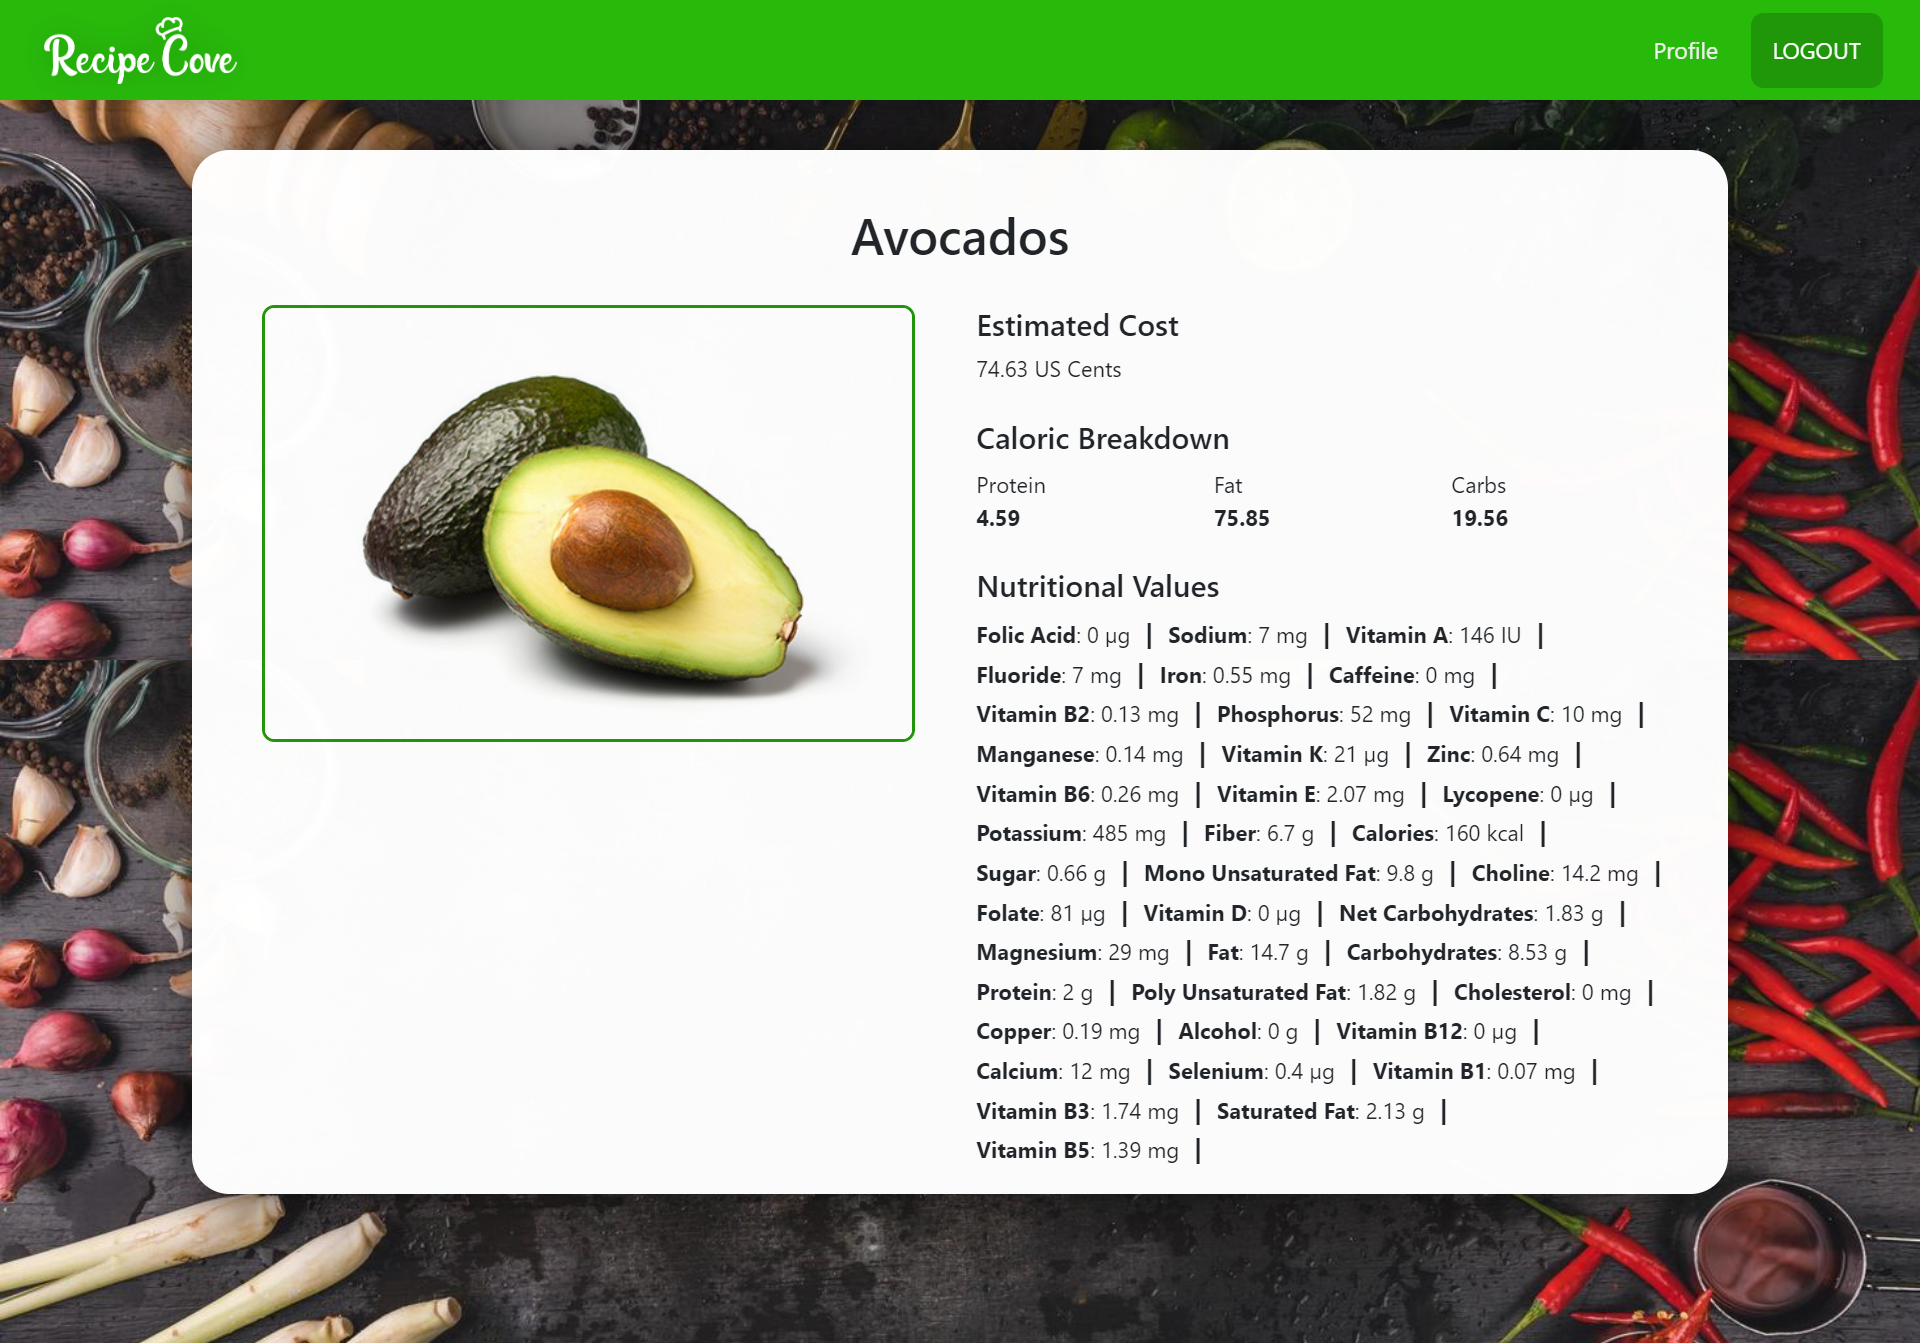 Recipe Cove
Profile
LOGOUT
Avocados
Estimated Cost
74.63 US Cents
Caloric Breakdown
Protein Fat Carbs
4.59 75.85 19.56
Nutritional Values
Folic Acid: 0 µg | Sodium: 7 mg | Vitamin A: 146 IU |
Fluoride: 7 mg | Iron: 0.55 mg | Caffeine: 0 mg |
Vitamin B2: 0.13 mg | Phosphorus: 52 mg | Vitamin C: 10 mg |
Manganese: 0.14 mg | Vitamin K: 21 µg | Zinc: 0.64 mg |
Vitamin B6: 0.26 mg | Vitamin E: 2.07 mg | Lycopene: 0 µg |
Potassium: 485 mg | Fiber: 6.7 g | Calories: 160 kcal |
Sugar: 0.66 g | Mono Unsaturated Fat: 9.8 g | Choline: 14.2 mg |
Folate: 81 µg | Vitamin D: 0 µg | Net Carbohydrates: 1.83 g |
Magnesium: 29 mg | Fat: 14.7 g | Carbohydrates: 8.53 g |
Protein: 2 g | Poly Unsaturated Fat: 1.82 g | Cholesterol: 0 mg |
Copper: 0.19 mg | Alcohol: 0 g | Vitamin B12: 0 µg |
Calcium: 12 mg | Selenium: 0.4 µg | Vitamin B1: 0.07 mg |
Vitamin B3: 1.74 mg | Saturated Fat: 2.13 g |
Vitamin B5: 1.39 mg |